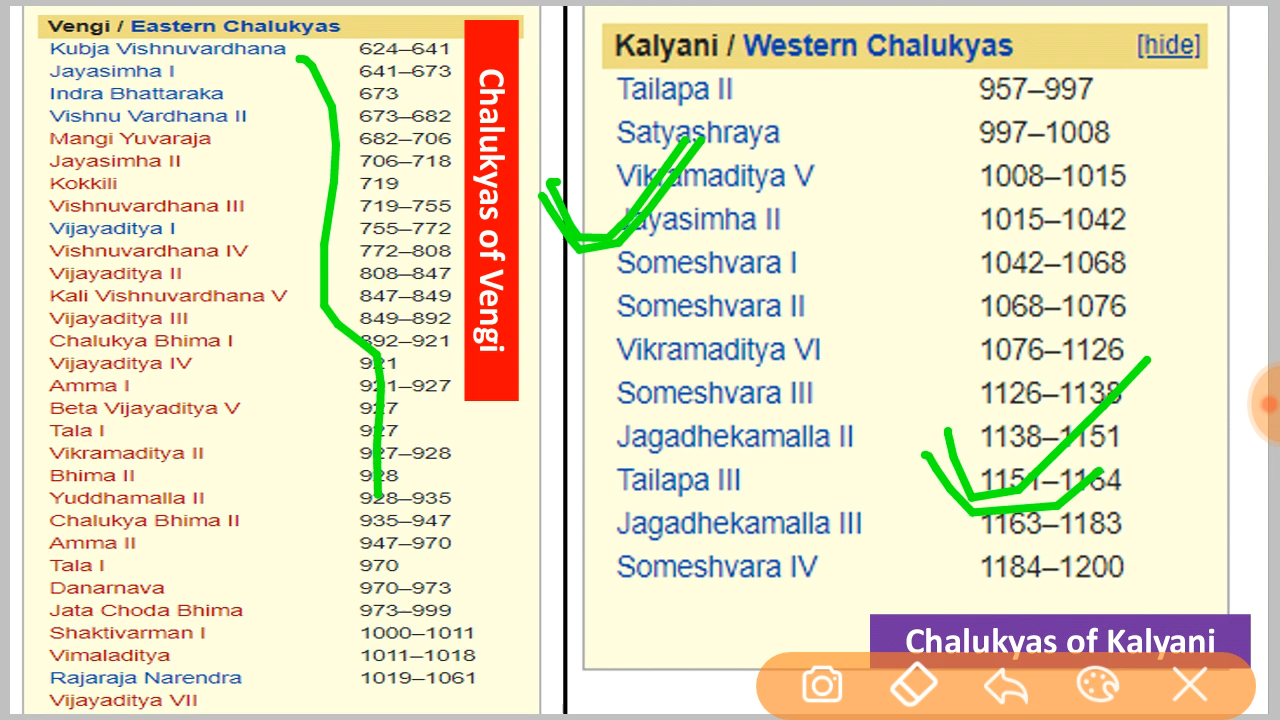 Vengi / Eastern Chalukyas
Kubja Vishnuvardhana 624–641
Jayasimha I 641–673
Indra Bhattaraka 673
Vishnu Vardhana II 673–682
Mangi Yuvaraja 682–706
Jayasimha II 706–718
Kokkili 719
Vishnuvardhana III 719–755
Vijayaditya I 755–772
Vishnuvardhana IV 772–808
Vijayaditya II 808–847
Kali Vishnuvardhana V 847–849
Vijayaditya III 849–892
Chalukya Bhima I 892–921
Vijayaditya IV 921
Amma I 921–927
Beta Vijayaditya V 927
Tala I 927
Vikramaditya II 927–928
Bhima II 928
Yuddhamalla II 928–935
Chalukya Bhima II 935–947
Amma II 947–970
Tala I 970
Danarnava 970–973
Jata Choda Bhima 973–999
Shaktivarman I 1000–1011
Vimaladitya 1011–1018
Rajaraja Narendra 1019–1061
Vijayaditya VII
Chalukyas of Vengi
Kalyani / Western Chalukyas [hide]
Tailapa II 957–997
Satyashraya 997–1008
Vikramaditya V 1008–1015
Jayasimha II 1015–1042
Someshvara I 1042–1068
Someshvara II 1068–1076
Vikramaditya VI 1076–1126
Someshvara III 1126–1138
Jagadhekamalla II 1138–1151
Tailapa III 1151–1164
Jagadhekamalla III 1163–1183
Someshvara IV 1184–1200
Chalukyas of Kalyani